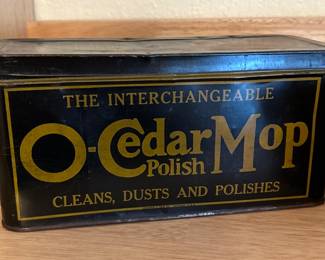 THE INTERCHANGEABLE
O-Cedar Mop
Polish
CLEANS, DUSTS AND POLISHES